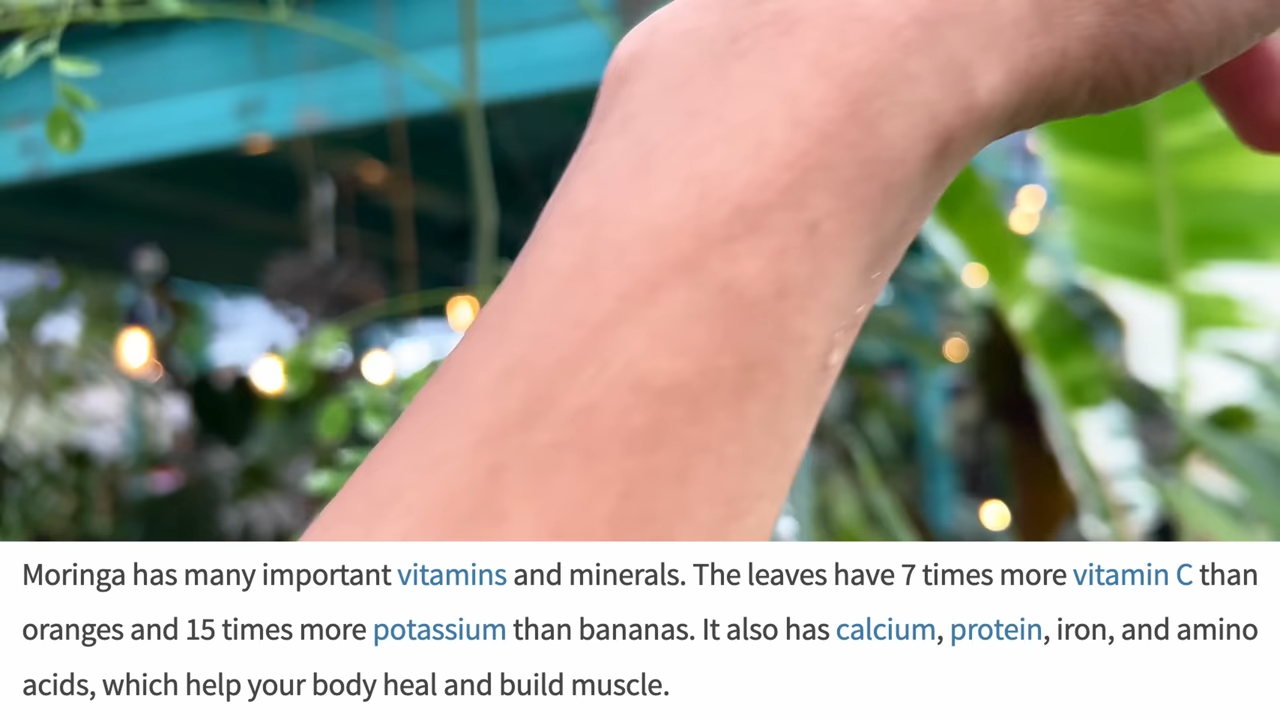 Moringa has many important vitamins and minerals. The leaves have 7 times more vitamin C than
oranges and 15 times more potassium than bananas. It also has calcium, protein, iron, and amino
acids, which help your body heal and build muscle.